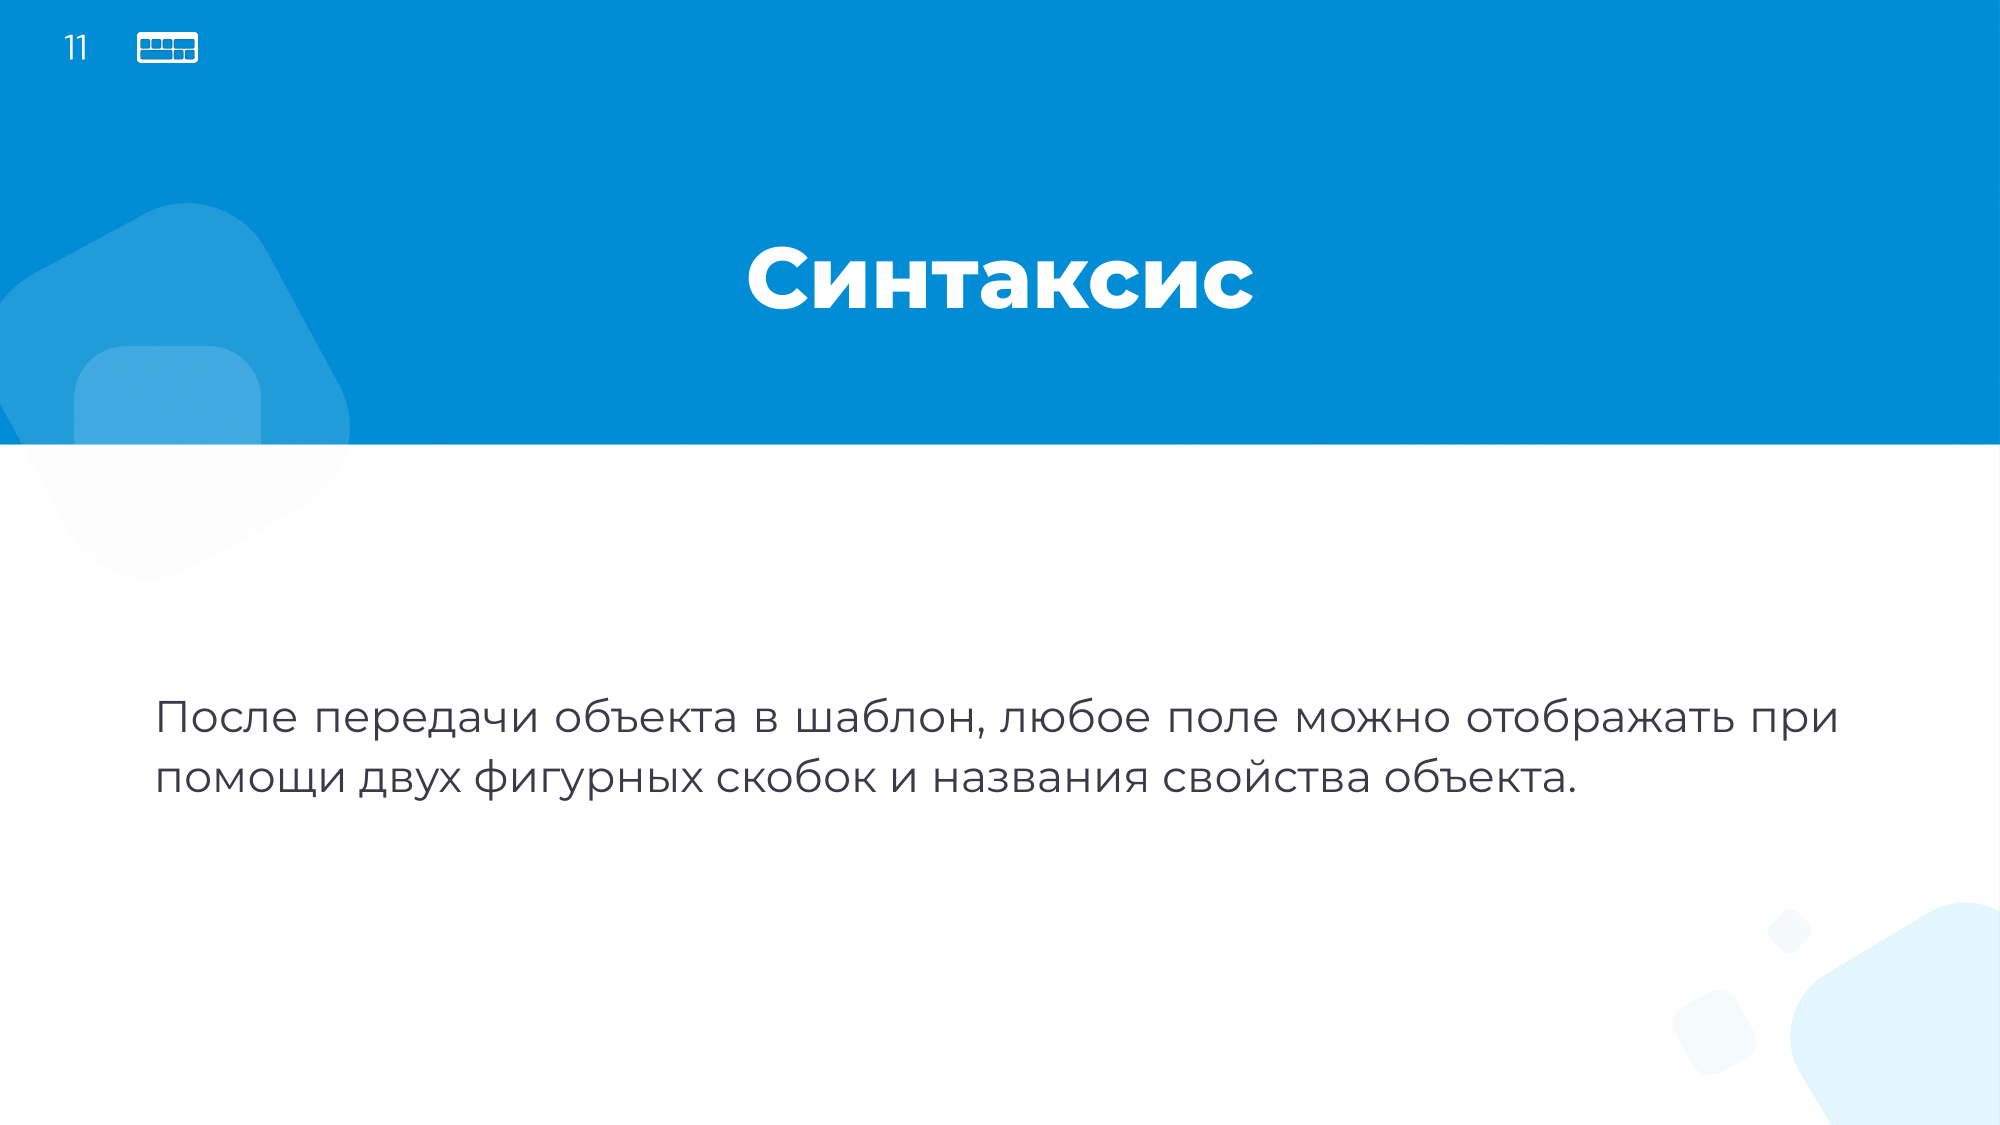 11
Синтаксис
После передачи объекта в шаблон, любое поле можно отображать при
помощи двух фигурных скобок и названия свойства объекта.